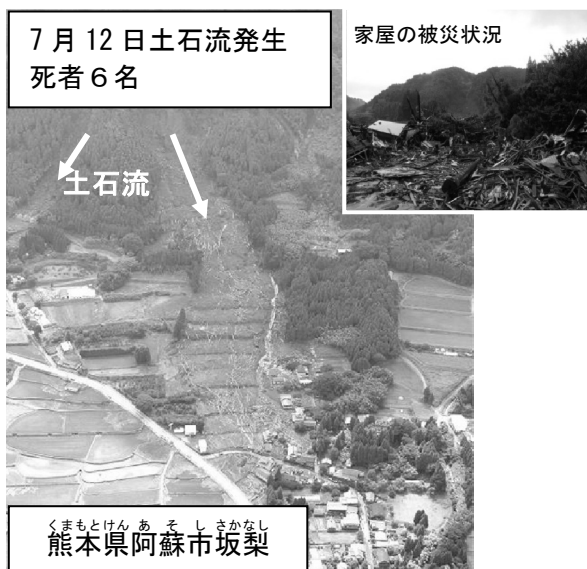 7月12日土石流発生
死者6名
家屋の被災状況
土石流
くまもとけん あそし さかなし
熊本県阿蘇市坂梨